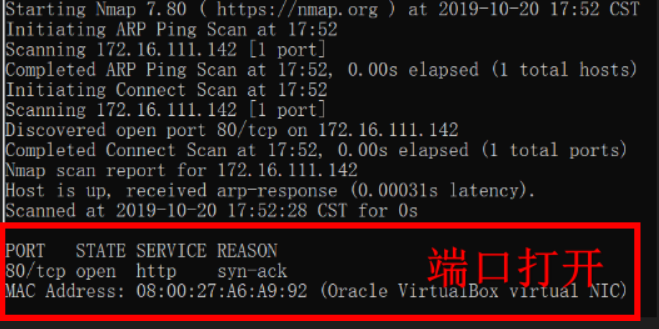 Starting Nmap 7.80 ( https://nmap.org ) at 2019-10-20 17:52 CST
Initiating ARP Ping Scan at 17:52
Scanning 172.16.111.142 [1 port]
Completed ARP Ping Scan at 17:52, 0.00s elapsed (1 total hosts)
Initiating Connect Scan at 17:52
Scanning 172.16.111.142 [1 port]
Discovered open port 80/tcp on 172.16.111.142
Completed Connect Scan at 17:52, 0.00s elapsed (1 total ports)
Nmap scan report for 172.16.111.142
Host is up, received arp-response (0.00031s latency).
Scanned at 2019-10-20 17:52:28 CST for 0s
PORT STATE SERVICE REASON
80/tcp open http syn-ack
端口打开
MAC Address: 08:00:27:A6:A9:92 (Oracle VirtualBox virtual NIC)